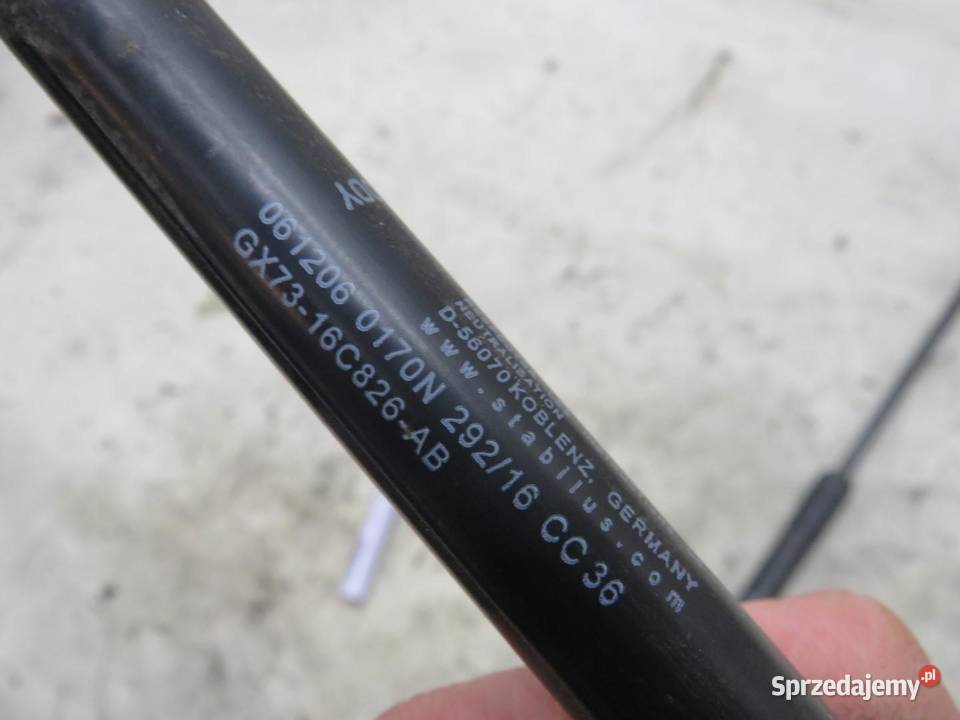 NEUTRALISATION
D-56070 KOBLENZ, GERMANY
www.stabilus.com
061206 0170N 292/16 CC36
GX73-16C826-AB
Sprzedajemy.pl